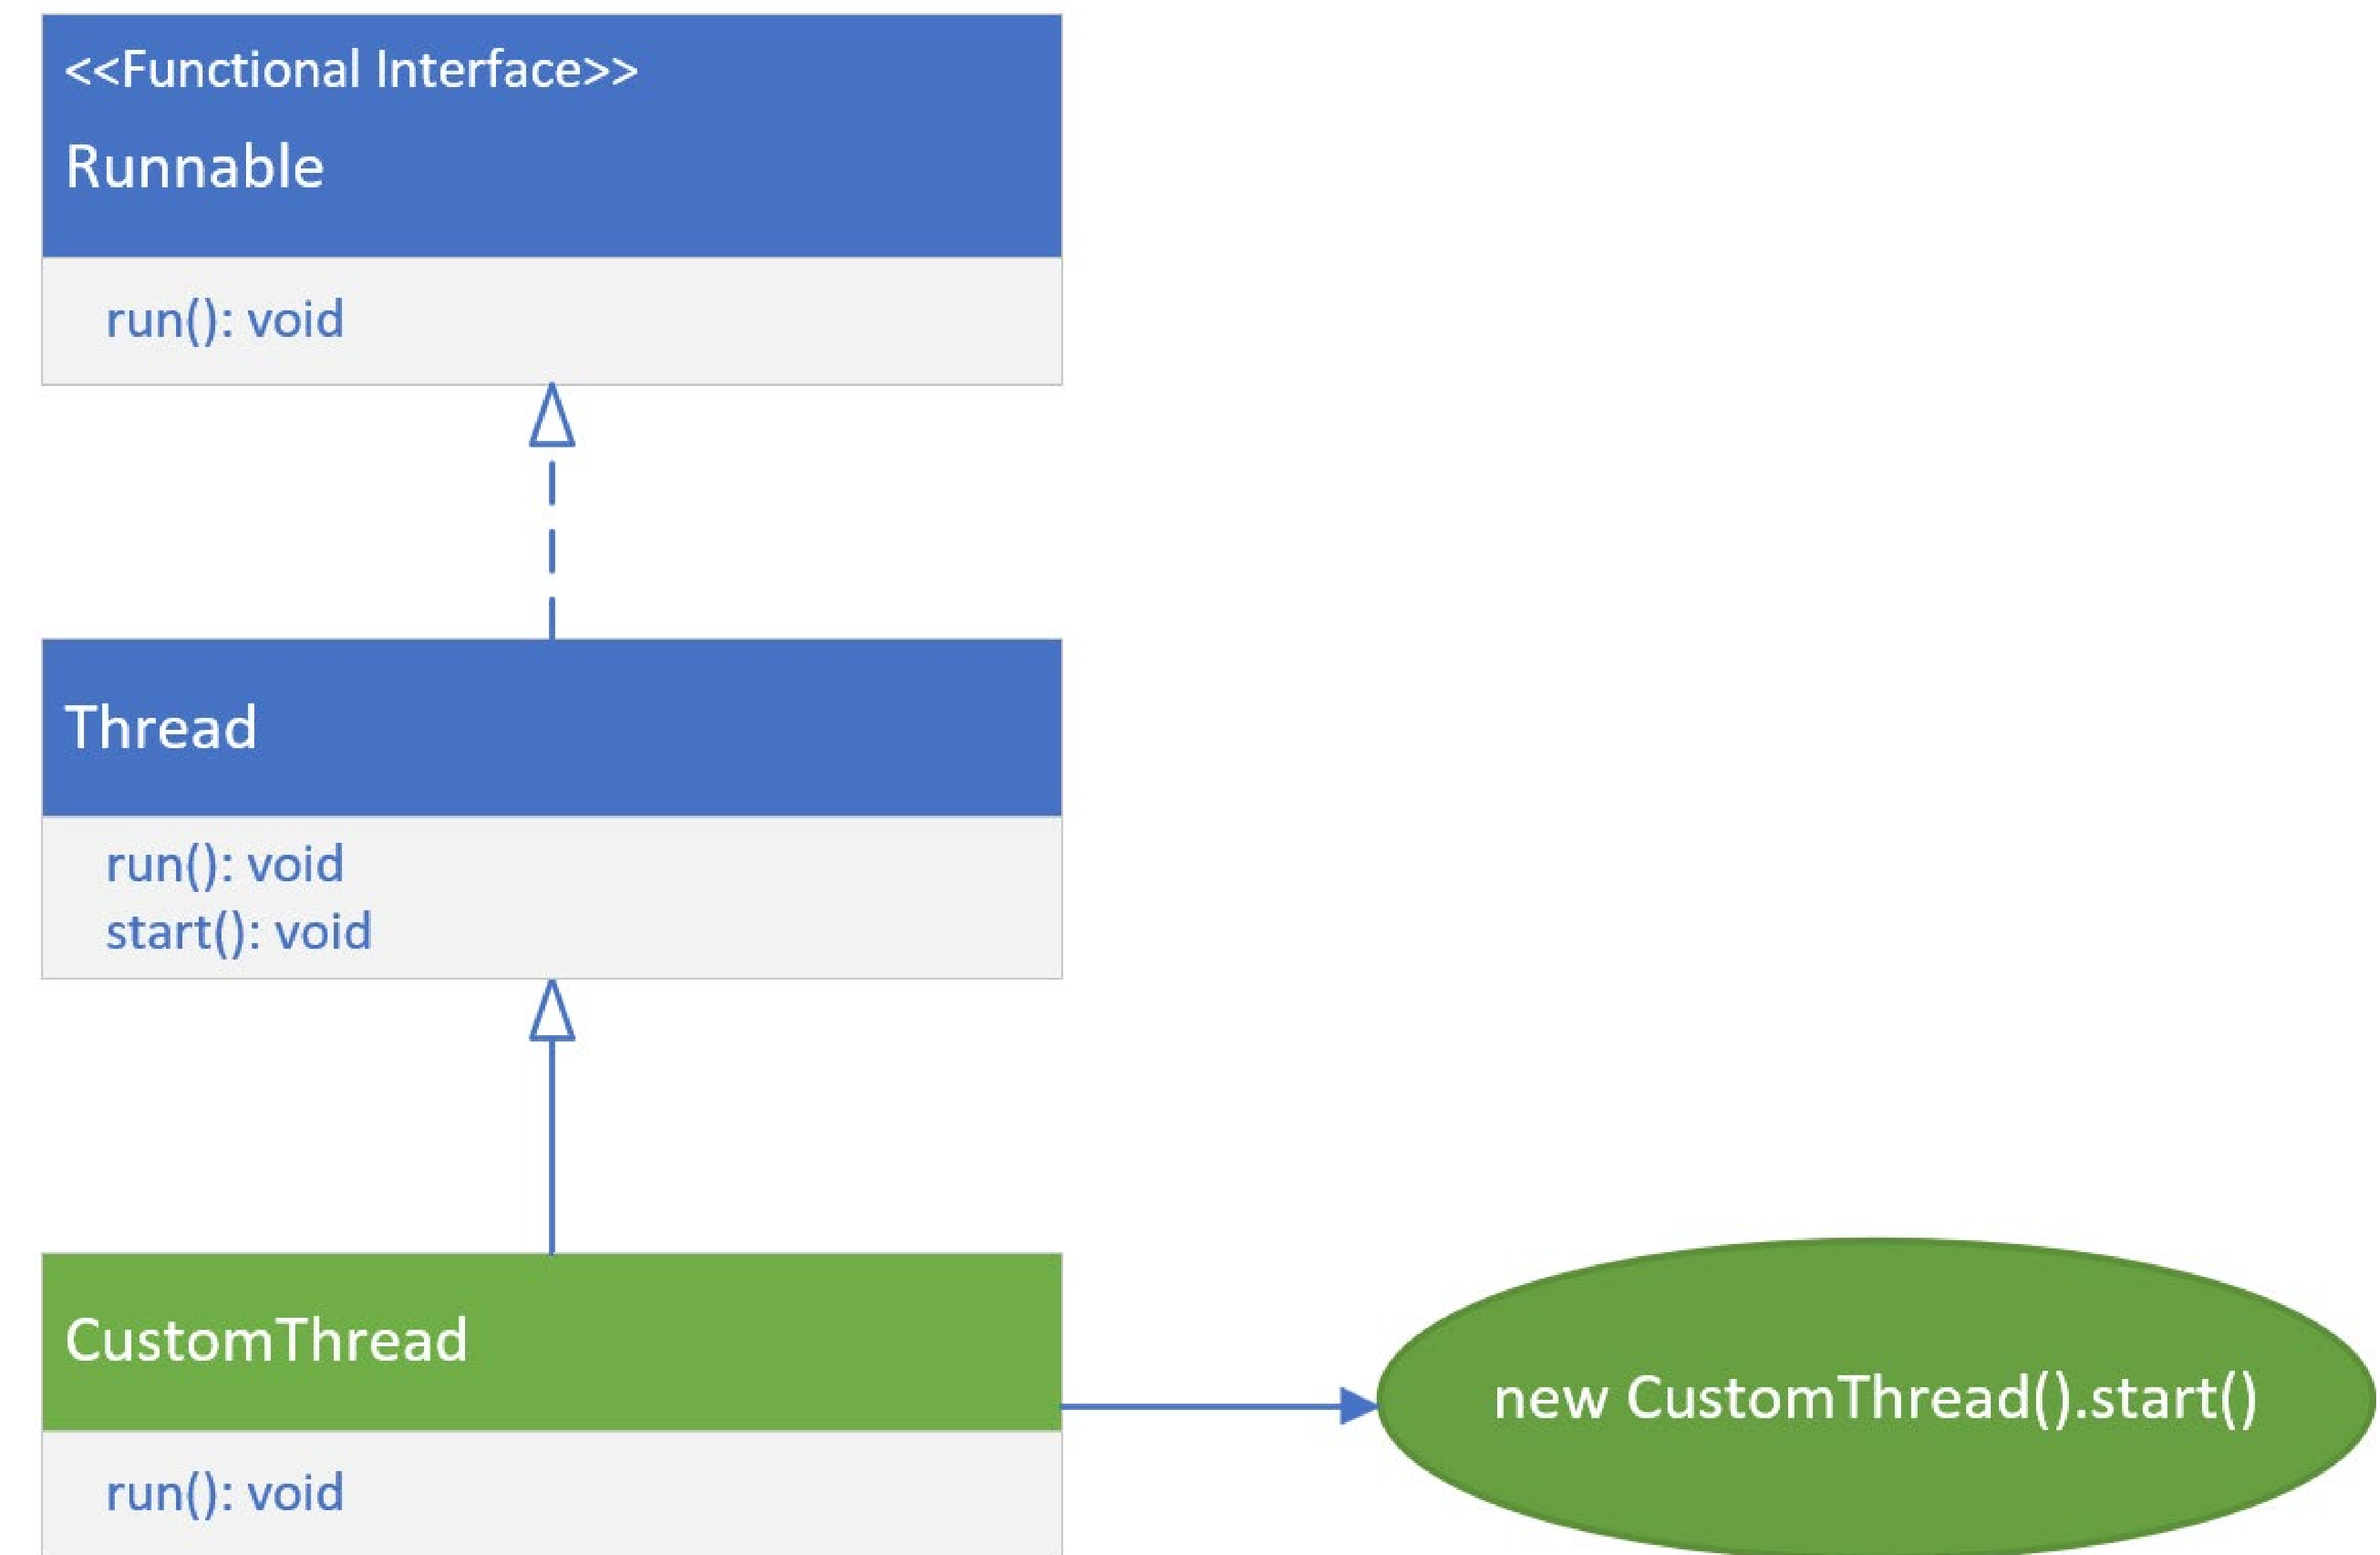 <<Functional Interface>>
Runnable
run(): void
Thread
run(): void
start(): void
CustomThread
new CustomThread().start()
run(): void